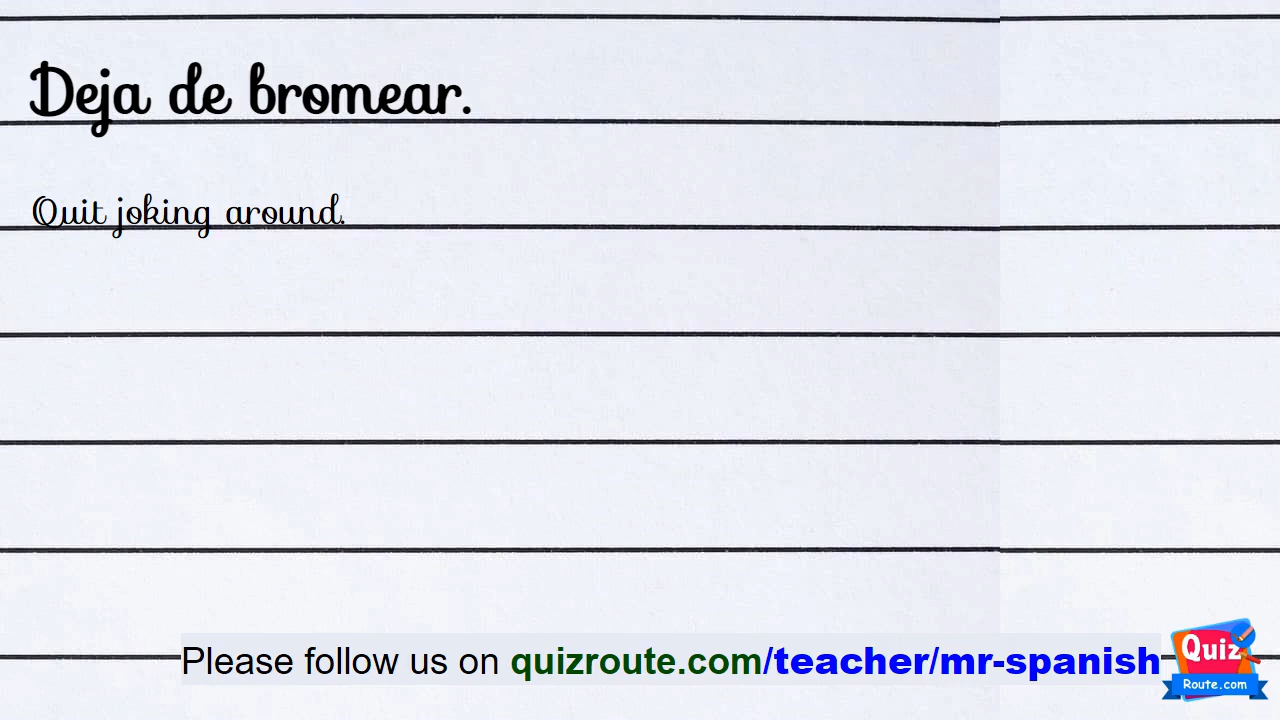 Deja de bromear.
Quit joking around.
Please follow us on quizroute.com/teacher/mr-spanish
Quiz
Route.com